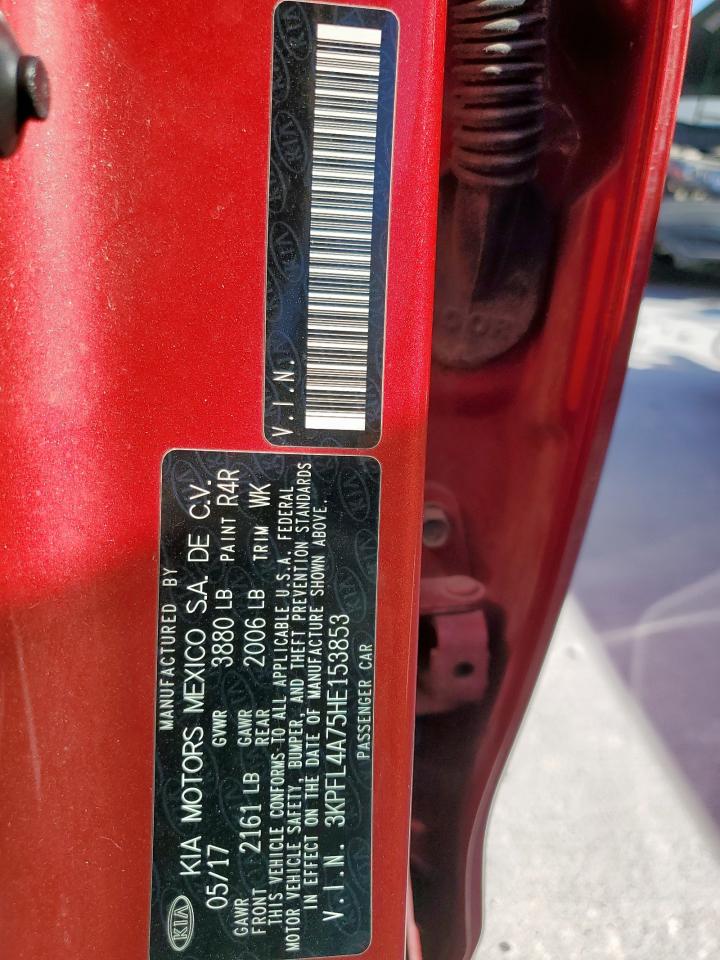 MANUFACTURED BY
KIA KIA MOTORS MEXICO S.A. DE C.V.
05/17 GVWR 3880 LB PAINT R4R
GAWR FRONT 2161 LB GAWR REAR 2006 LB TRIM WK
THIS VEHICLE CONFORMS TO ALL APPLICABLE U.S.A. FEDERAL
MOTOR VEHICLE SAFETY, BUMPER, AND THEFT PREVENTION STANDARDS
IN EFFECT ON THE DATE OF MANUFACTURE SHOWN ABOVE.
V.I.N. 3KPFL4A75HE153853
PASSENGER CAR
V.I.N.